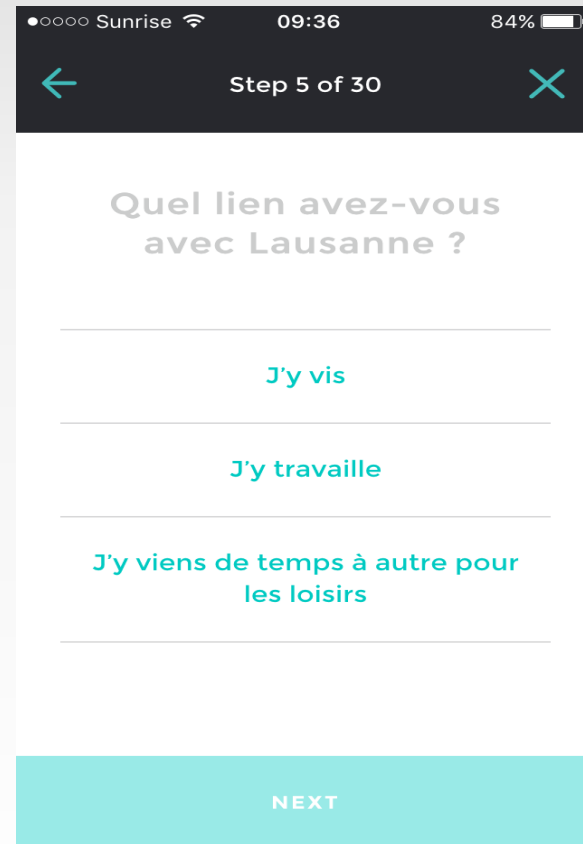 Sunrise 09:36 84%
Step 5 of 30
Quel lien avez-vous
avec Lausanne ?
J'y vis
J'y travaille
J'y viens de temps à autre pour
les loisirs
NEXT